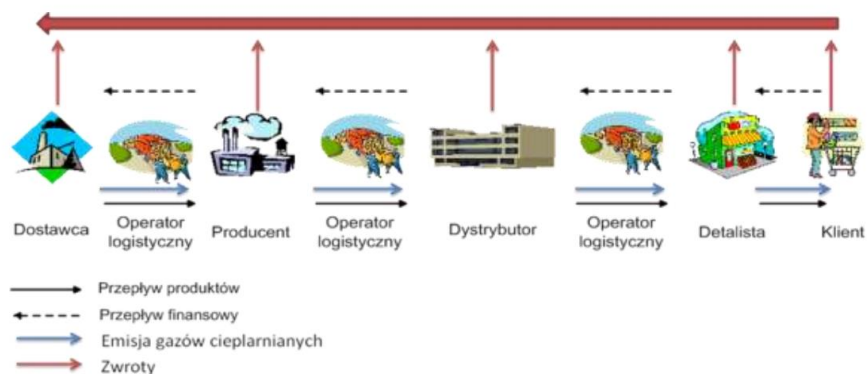 Dostawca
Operator
logistyczny
Producent
Operator
logistyczny
Dystrybutor
Operator
logistyczny
Detalista
Klient
Przepływ produktów
Przepływ finansowy
Emisja gazów cieplarnianych
Zwroty